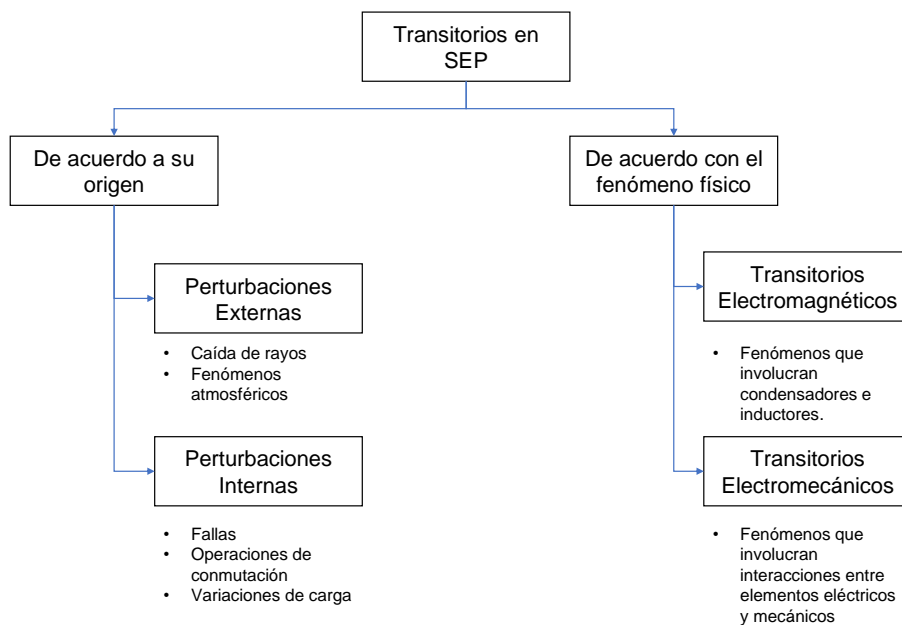 Transitorios en
SEP
De acuerdo a su
origen
De acuerdo con el
fenómeno físico
Perturbaciones
Externas
• Caída de rayos
• Fenómenos
atmosféricos
Perturbaciones
Internas
• Fallas
• Operaciones de
conmutación
• Variaciones de carga
Transitorios
Electromagnéticos
• Fenómenos que
involucran
condensadores e
inductores.
Transitorios
Electromecánicos
• Fenómenos que
involucran
interacciones entre
elementos eléctricos
y mecánicos